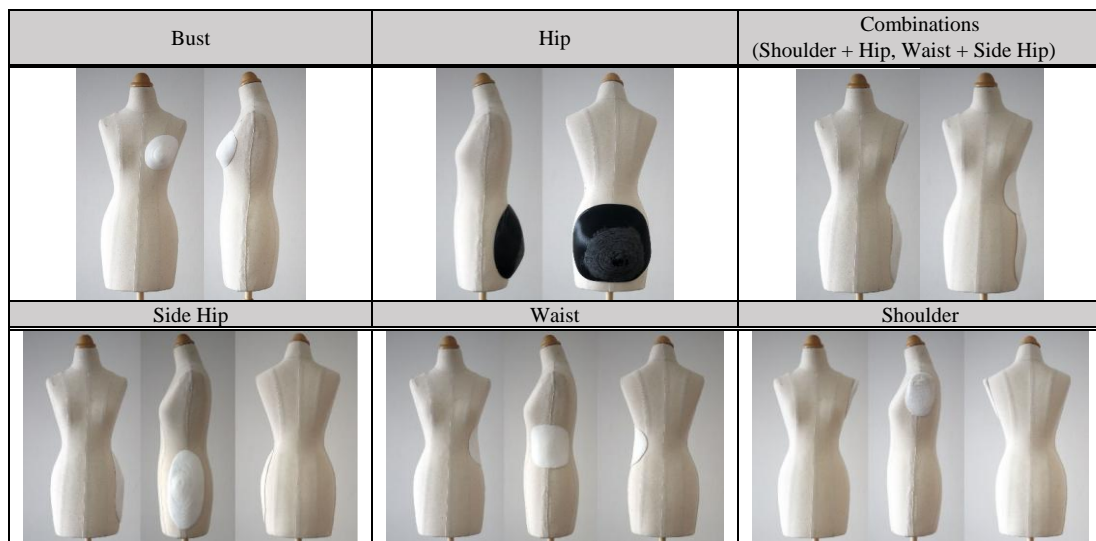 Bust
Hip
Combinations
(Shoulder + Hip, Waist + Side Hip)
Side Hip
Waist
Shoulder